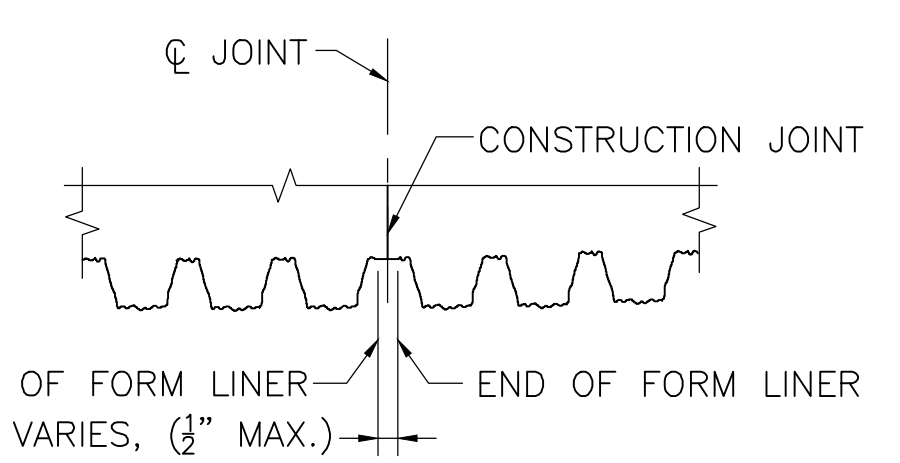 ℄ JOINT
CONSTRUCTION JOINT
OF FORM LINER
END OF FORM LINER
VARIES, (½" MAX.)